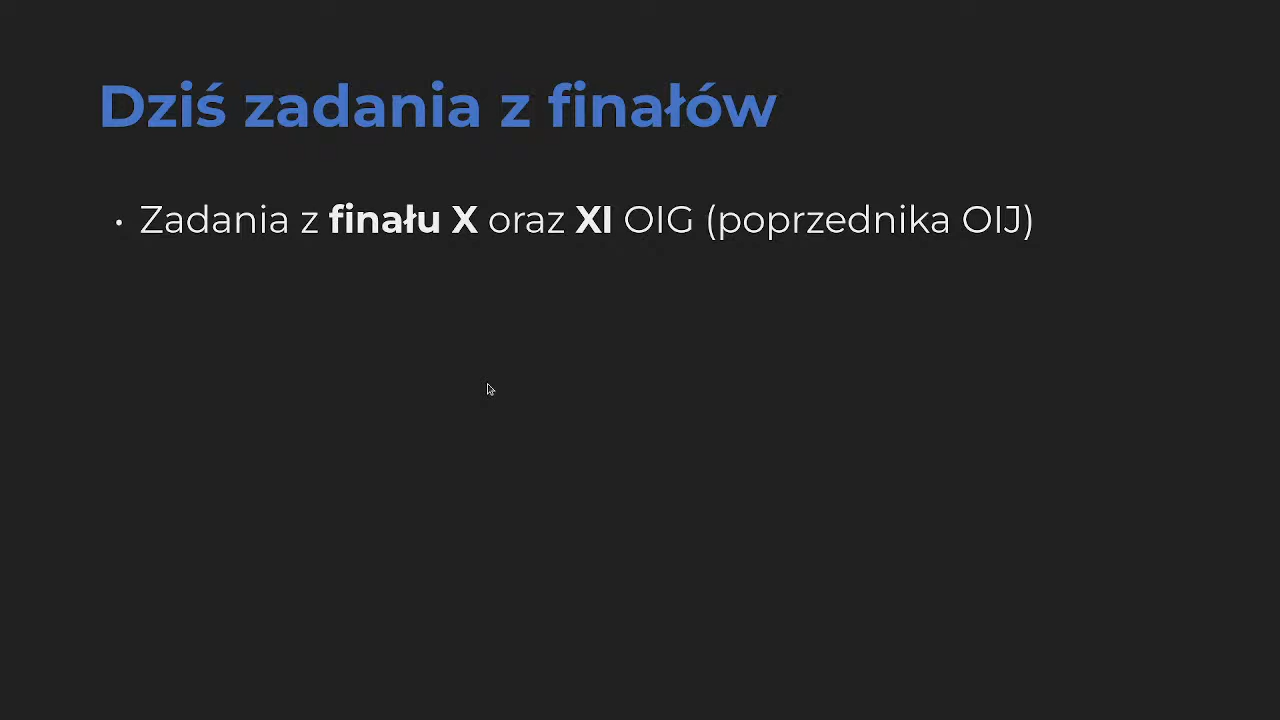 Dziś zadania z finałów
• Zadania z finału X oraz XI OIG (poprzednika OIJ)